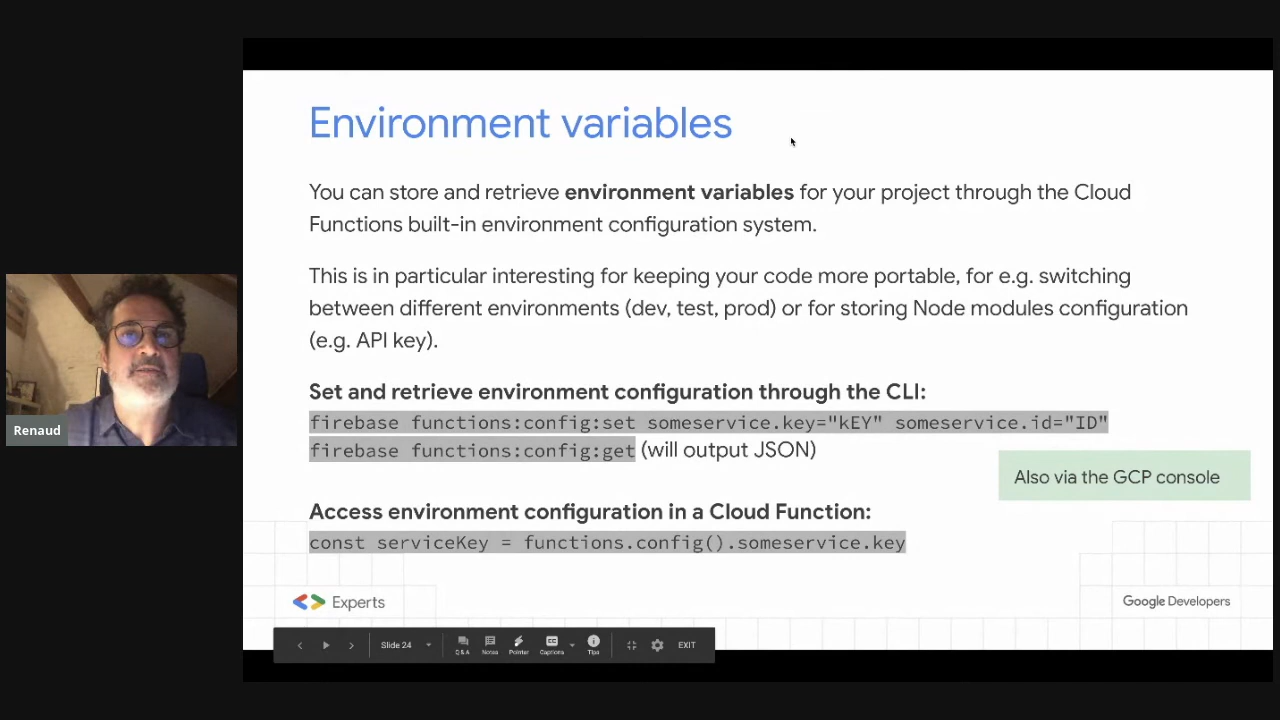 Environment variables
You can store and retrieve environment variables for your project through the Cloud
Functions built-in environment configuration system.
This is in particular interesting for keeping your code more portable, for e.g. switching
between different environments (dev, test, prod) or for storing Node modules configuration
(e.g. API key).
Set and retrieve environment configuration through the CLI:
firebase functions:config:set someservice.key="kEY" someservice.id="ID"
firebase functions:config:get (will output JSON)
Also via the GCP console
Access environment configuration in a Cloud Function:
const serviceKey = functions.config().someservice.key
Experts
Google Developers
Renaud
Slide 24
Q&A
Notes
Pointer
CC
Captions
Tips
EXIT